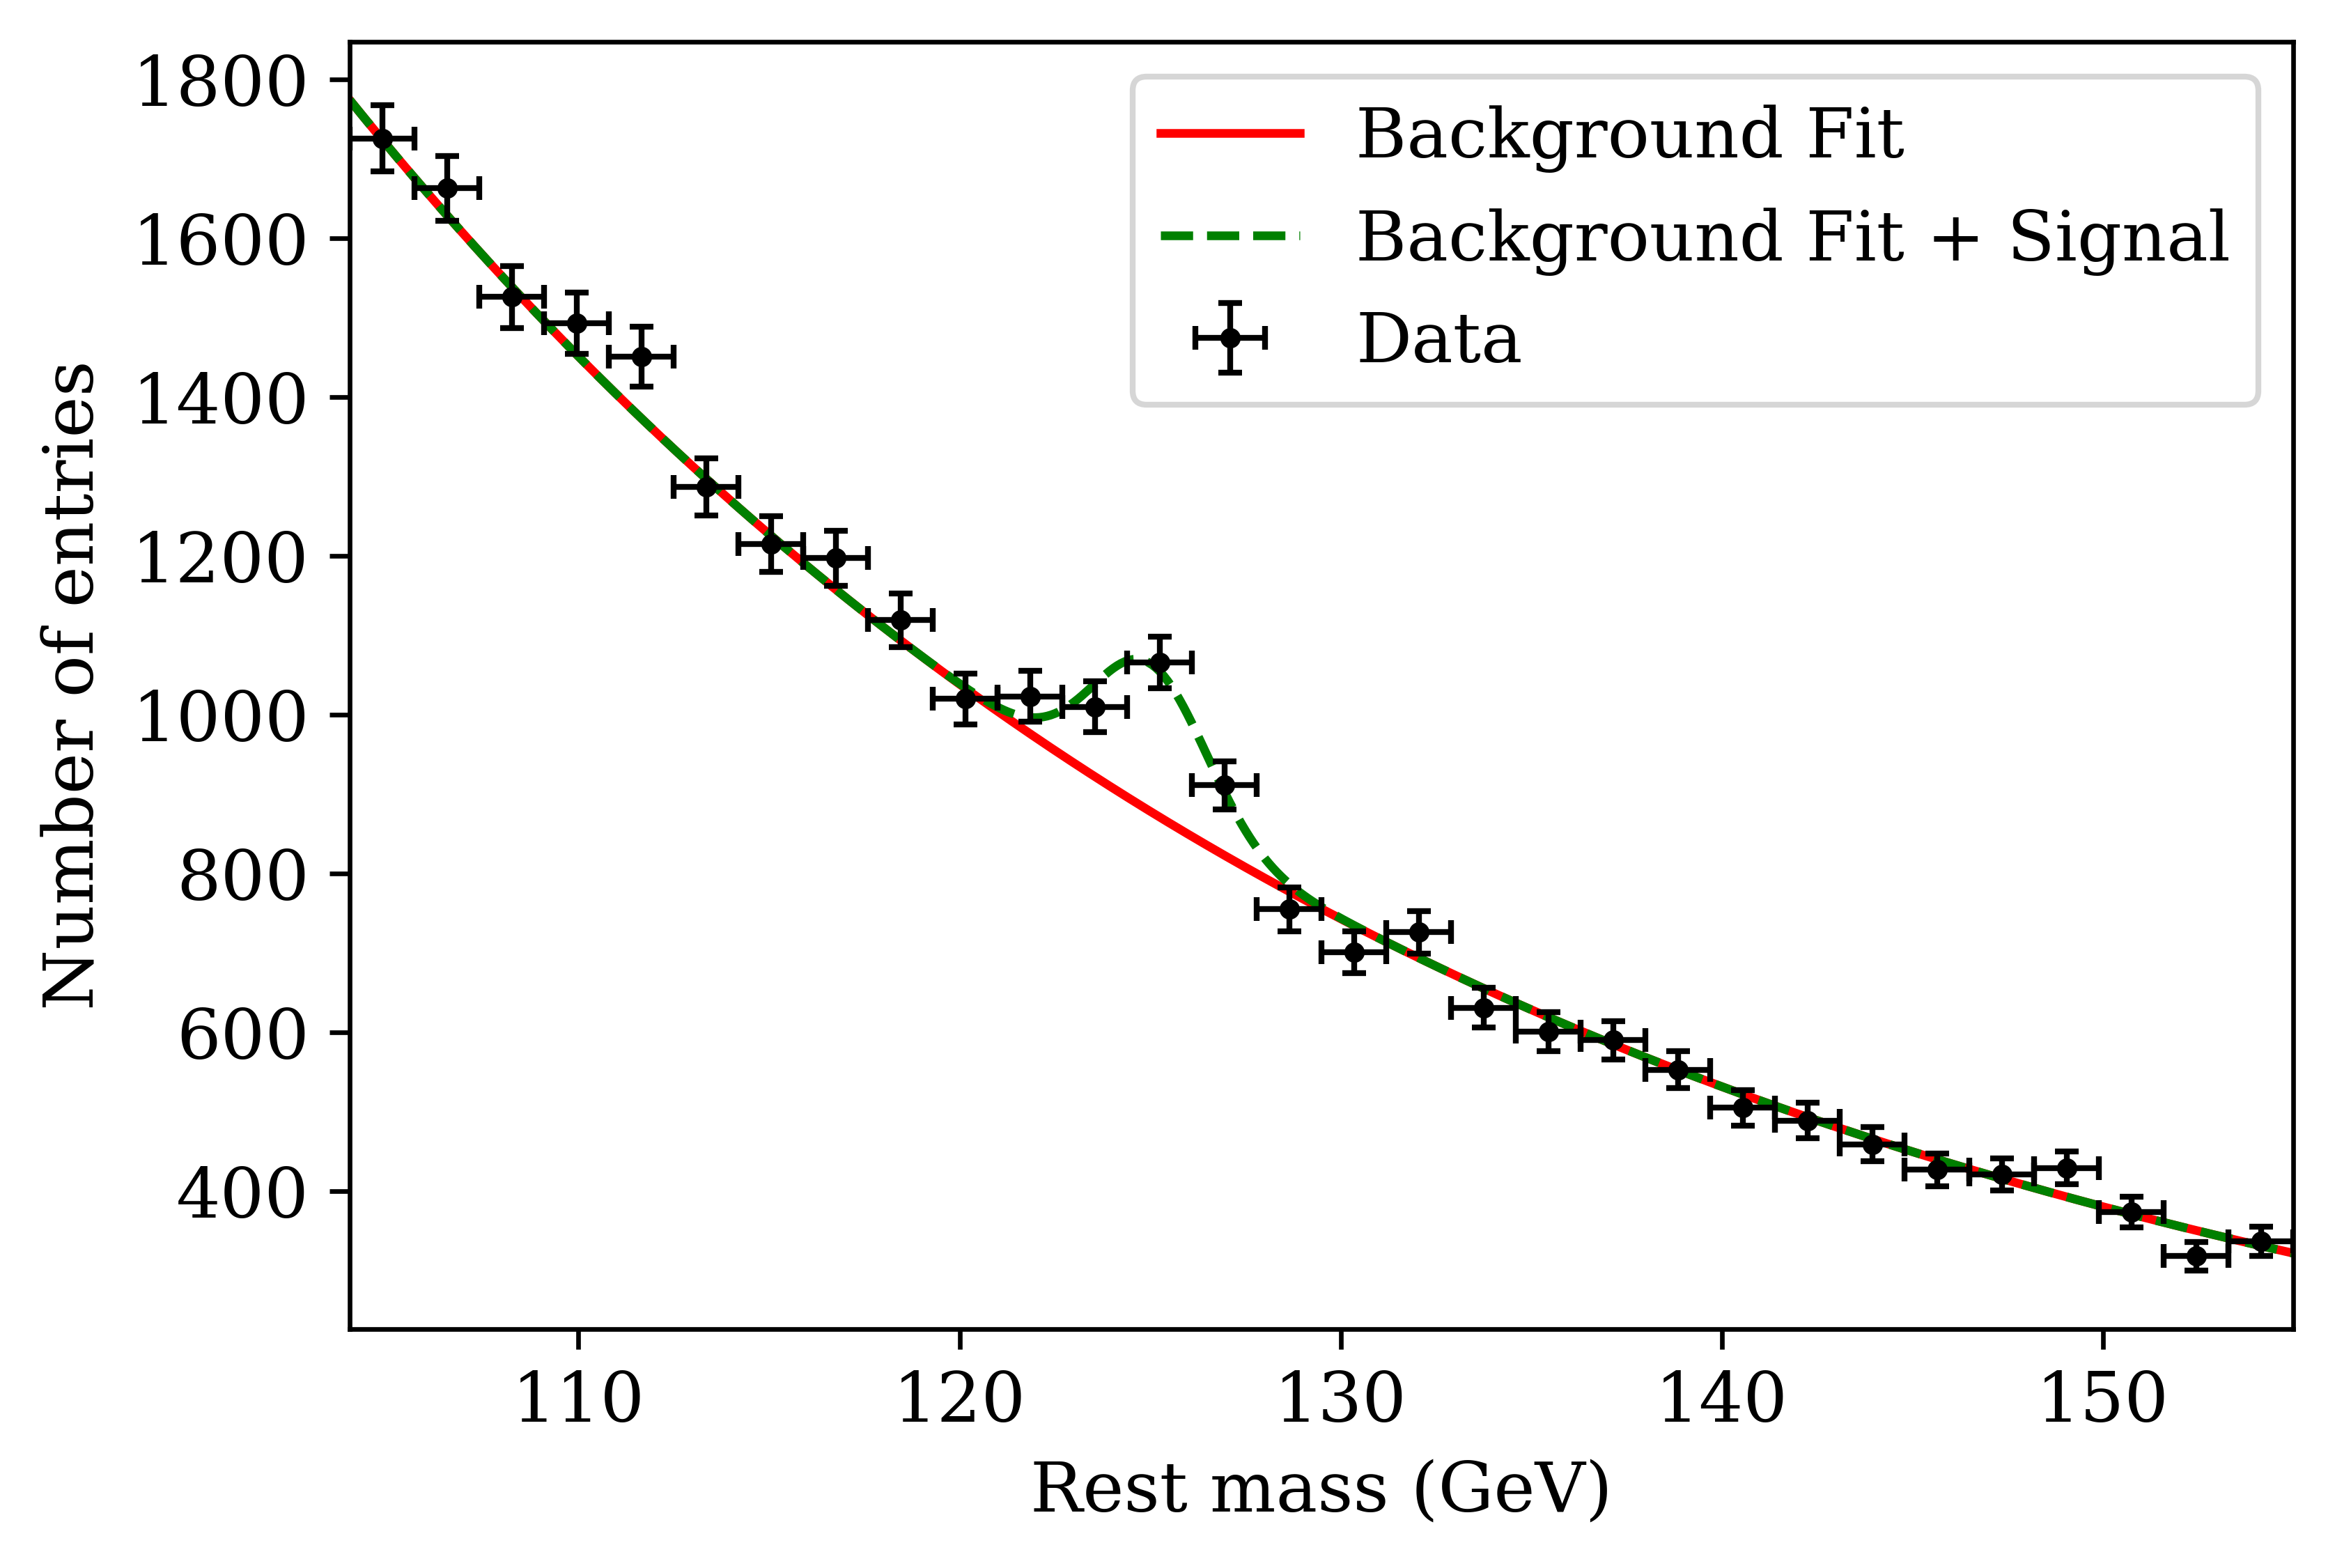 1800
1600
1400
1200
1000
800
600
400
Number of entries
Background Fit
Background Fit + Signal
Data
110 120 130 140 150
Rest mass (GeV)